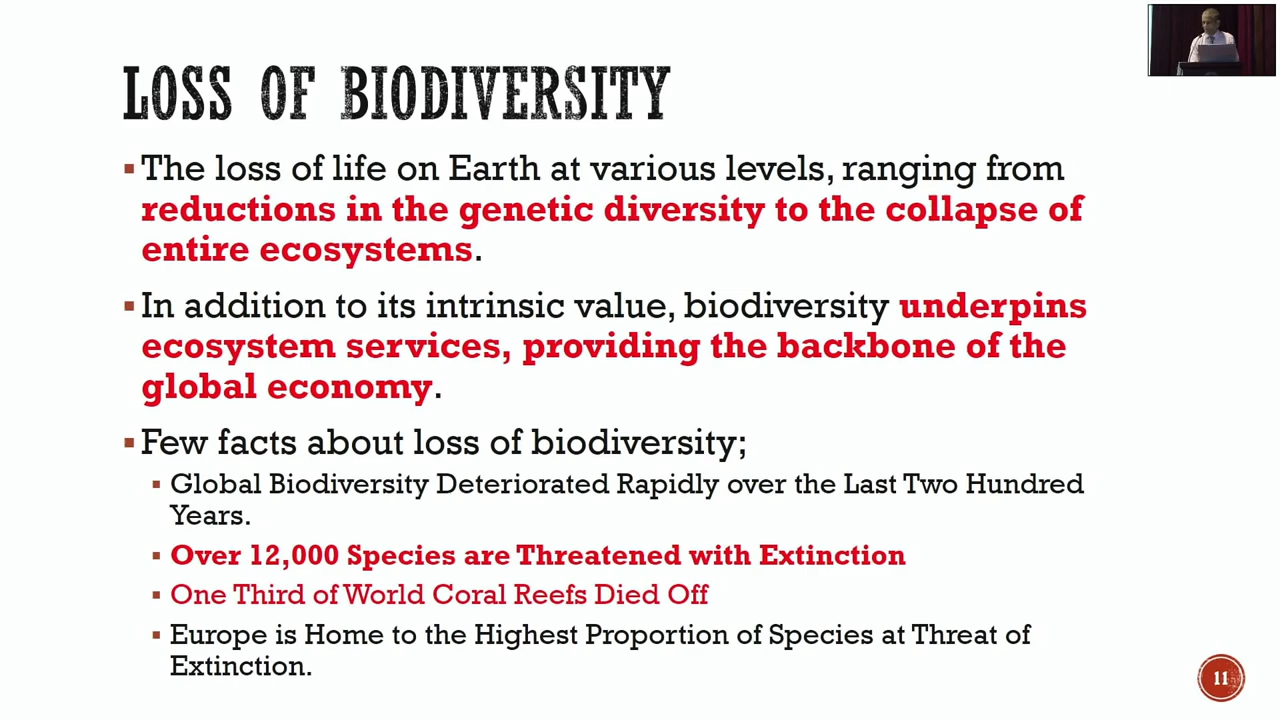 LOSS OF BIODIVERSITY
▪ The loss of life on Earth at various levels, ranging from
reductions in the genetic diversity to the collapse of
entire ecosystems.
▪ In addition to its intrinsic value, biodiversity underpins
ecosystem services, providing the backbone of the
global economy.
▪ Few facts about loss of biodiversity;
▪ Global Biodiversity Deteriorated Rapidly over the Last Two Hundred
Years.
▪ Over 12,000 Species are Threatened with Extinction
▪ One Third of World Coral Reefs Died Off
▪ Europe is Home to the Highest Proportion of Species at Threat of
Extinction.
11